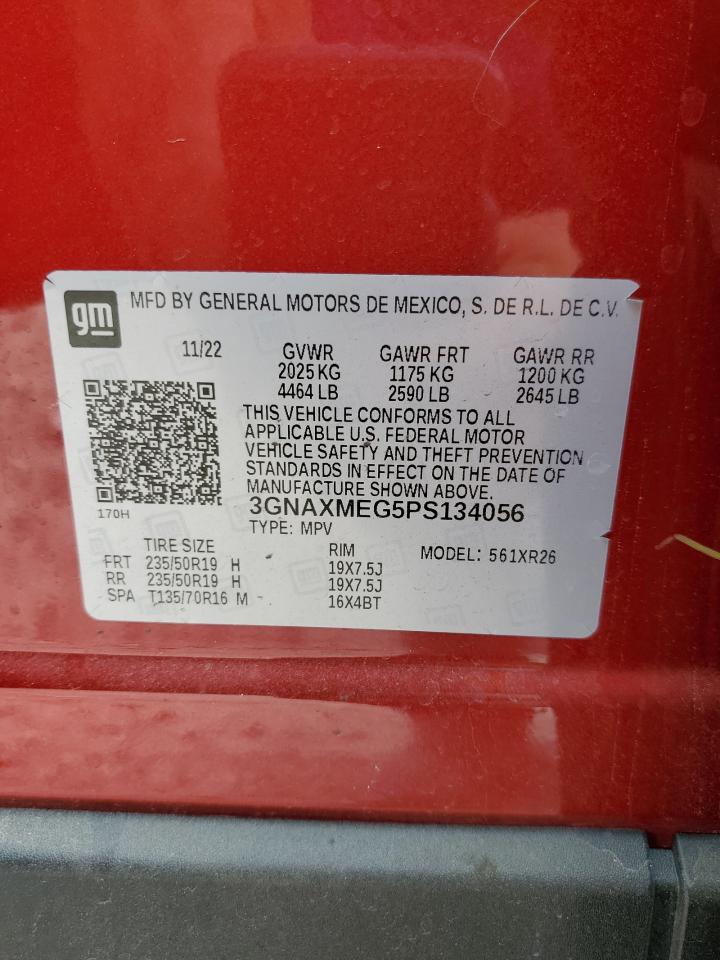 gm
MFD BY GENERAL MOTORS DE MEXICO, S. DE R.L. DE C.V.
11/22 GVWR GAWR FRT GAWR RR
2025 KG 1175 KG 1200 KG
4464 LB 2590 LB 2645 LB
THIS VEHICLE CONFORMS TO ALL
APPLICABLE U.S. FEDERAL MOTOR
VEHICLE SAFETY AND THEFT PREVENTION
STANDARDS IN EFFECT ON THE DATE OF
MANUFACTURE SHOWN ABOVE.
170H 3GNAXMEG5PS134056
TYPE: MPV
TIRE SIZE RIM MODEL: 561XR26
FRT 235/50R19 H 19X7.5J
RR 235/50R19 H 19X7.5J
SPA T135/70R16 M 16X4BT